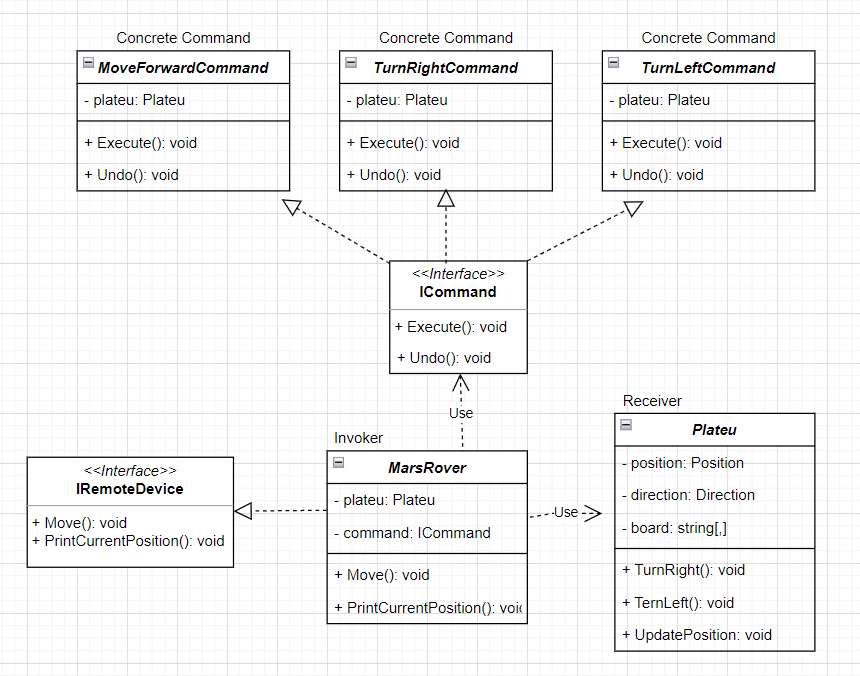 Concrete Command
MoveForwardCommand
- plateu: Plateu
+ Execute(): void
+ Undo(): void
Concrete Command
TurnRightCommand
- plateu: Plateu
+ Execute(): void
+ Undo(): void
Concrete Command
TurnLeftCommand
- plateu: Plateu
+ Execute(): void
+ Undo(): void
<<Interface>>
ICommand
+ Execute(): void
+ Undo(): void
Use
<<Interface>>
IRemoteDevice
+ Move(): void
+ PrintCurrentPosition(): void
Invoker
MarsRover
- plateu: Plateu
- command: ICommand
+ Move(): void
+ PrintCurrentPosition(): void
Use
Receiver
Plateu
- position: Position
- direction: Direction
- board: string[,]
+ TurnRight(): void
+ TernLeft(): void
+ UpdatePosition: void